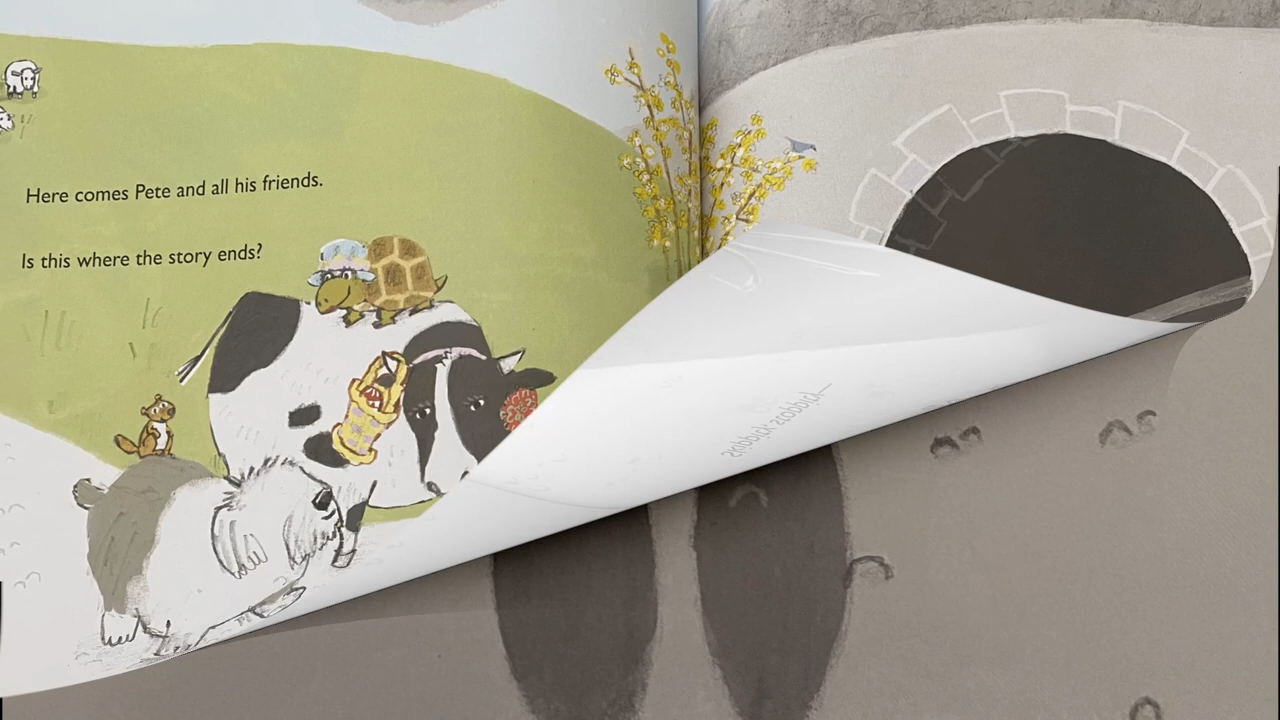 Here comes Pete and all his friends.
Is this where the story ends?